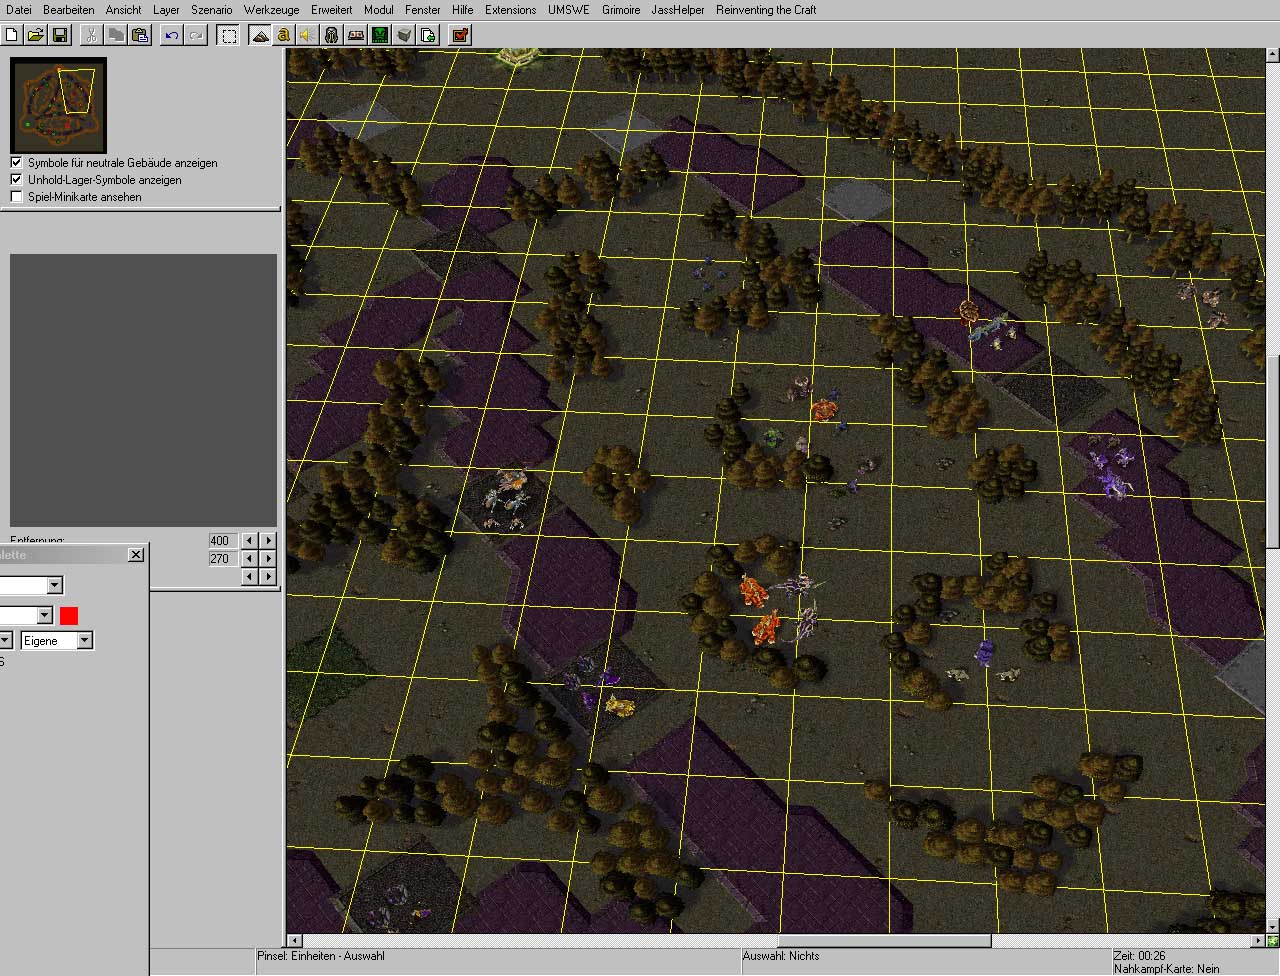 Datei Bearbeiten Ansicht Layer Szenario Werkzeuge Erweitert Modul Fenster Hilfe Extensions UMSWE Grimoire JassHelper Reinventing the Craft
Symbole für neutrale Gebäude anzeigen
Unhold-Lager-Symbole anzeigen
Spiel-Minikarte ansehen
Entfernung: 400
270
Eigene
Pinsel: Einheiten - Auswahl
Auswahl: Nichts
Zeit: 00:26
Nahkampf-Karte: Nein